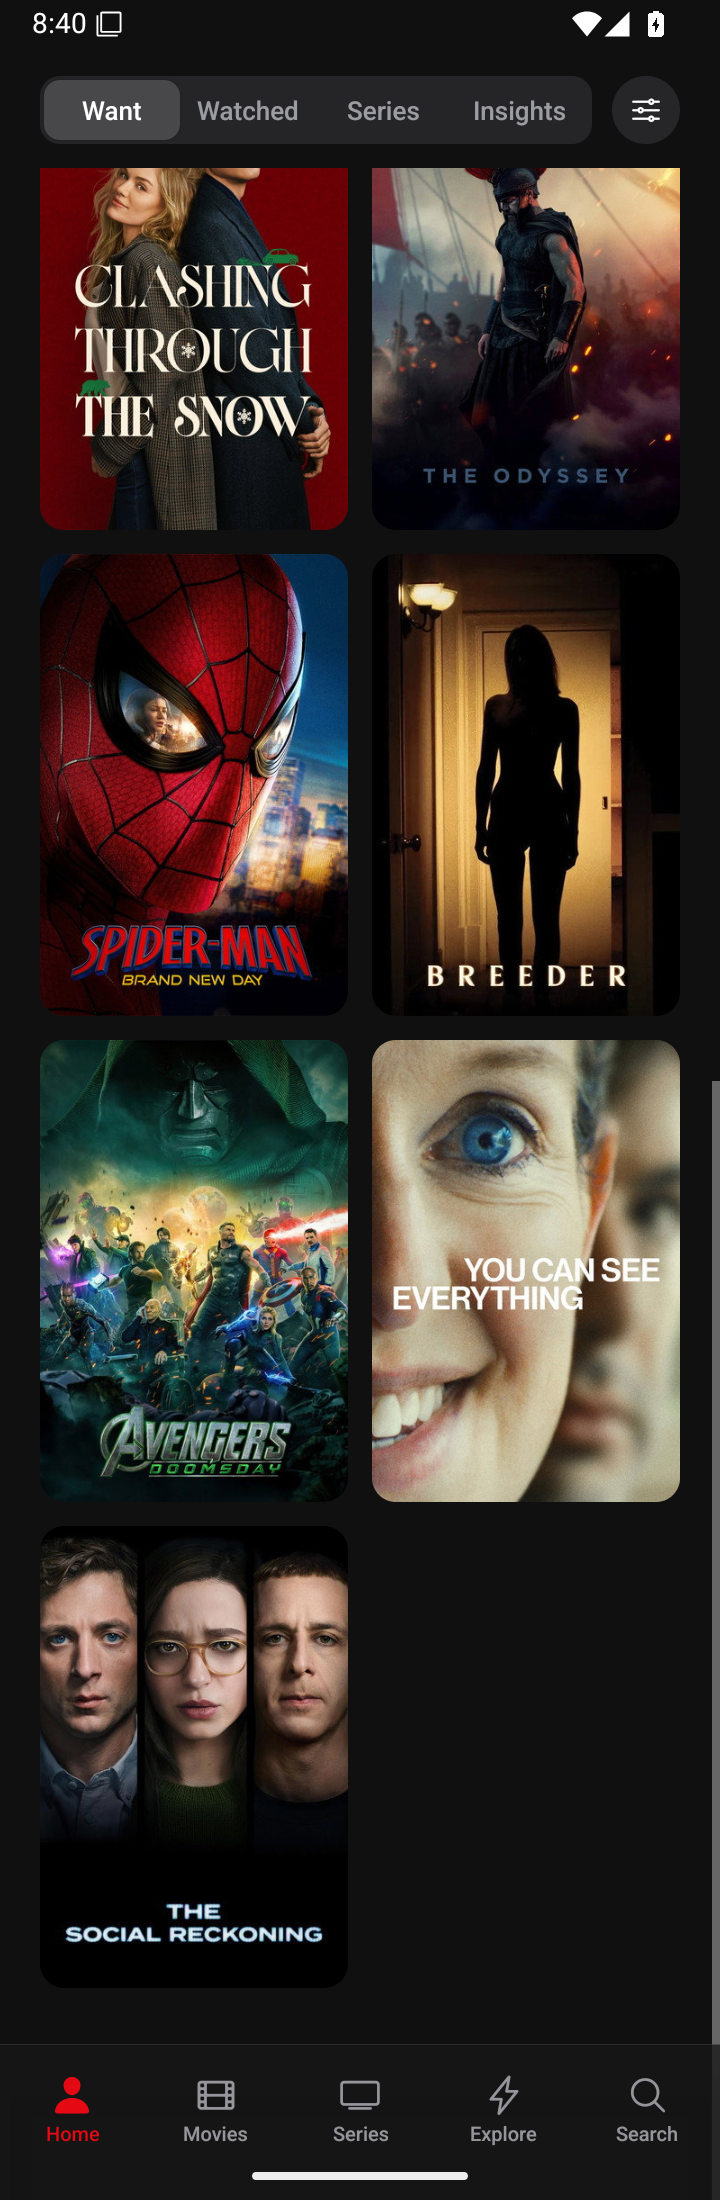 8:40
Want Watched Series Insights
CLASHING
THROUGH
THE SNOW
THE ODYSSEY
SPIDER-MAN
BRAND NEW DAY
BREEDER
AVENGERS
DOOMSDAY
YOU CAN SEE
EVERYTHING
THE
SOCIAL RECKONING
Home Movies Series Explore Search